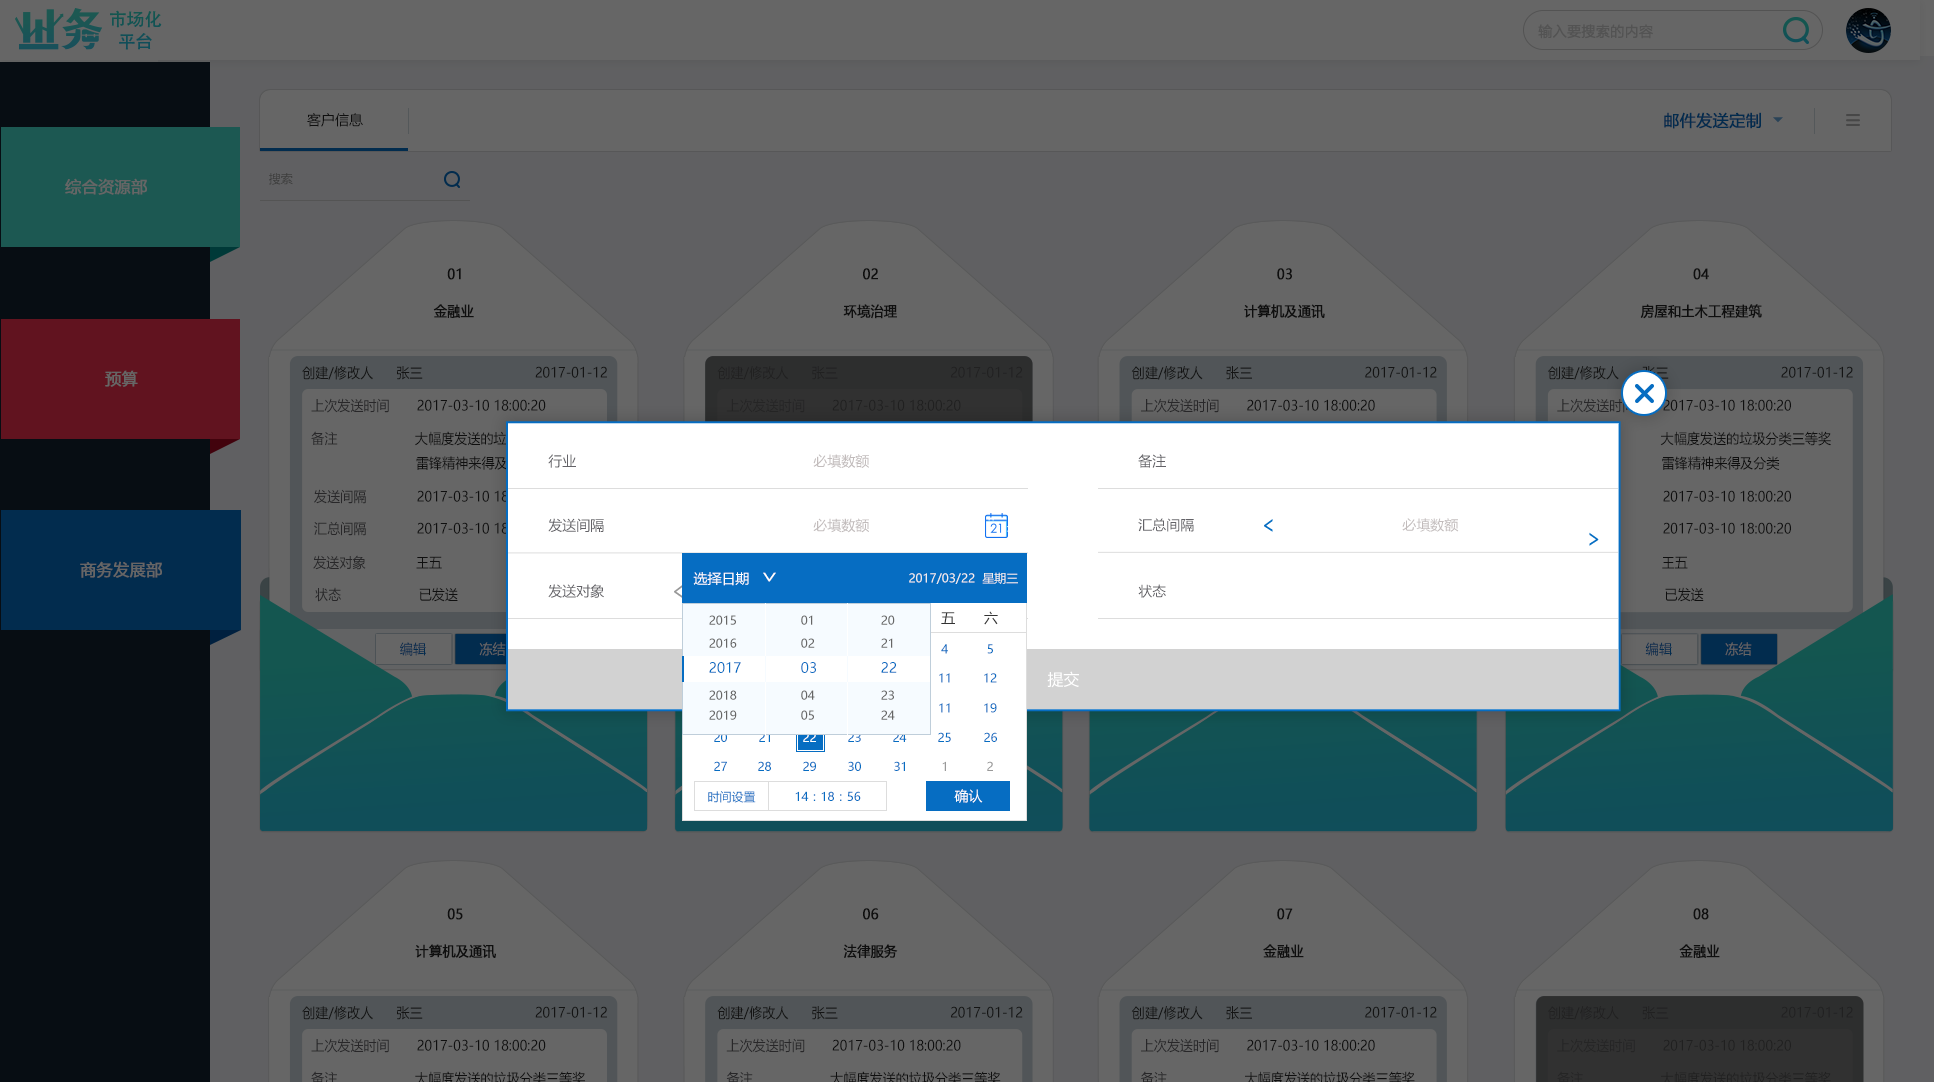 业务 市场化
平台
输入要搜索的内容
客户信息
邮件发送定制
搜索
综合资源部
预算
商务发展部
01
金融业
02
环境治理
03
计算机及通讯
04
房屋和土木工程建筑
创建/修改人 张三 2017-01-12
上次发送时间 2017-03-10 18:00:20
备注 大幅度发送的垃
雷锋精神来得及
发送间隔 2017-03-10 18
汇总间隔 2017-03-10 18
发送对象 王五
状态 已发送
编辑 冻结
创建/修改人 张三 2017-01-12
上次发送时间 2017-03-10 18:00:20
创建/修改人 张三 2017-01-12
上次发送时间 2017-03-10 18:00:20
创建/修改人 张三 2017-01-12
上次发送时间 2017-03-10 18:00:20
大幅度发送的垃圾分类三等奖
雷锋精神来得及分类
2017-03-10 18:00:20
2017-03-10 18:00:20
王五
已发送
编辑 冻结
行业 必填数额
备注
发送间隔 必填数额 21
汇总间隔 < 必填数额 >
发送对象 <
状态
提交
选择日期 2017/03/22 星期三
2015 01 20
2016 02 21
2017 03 22
2018 04 23
2019 05 24
五 六
4 5
11 12
11 19
20 21 22 23 24 25 26
27 28 29 30 31 1 2
时间设置 14 : 18 : 56 确认
05
计算机及通讯
06
法律服务
07
金融业
08
金融业
创建/修改人 张三 2017-01-12
上次发送时间 2017-03-10 18:00:20
备注 大幅度发送的垃圾分类三等奖
创建/修改人 张三 2017-01-12
上次发送时间 2017-03-10 18:00:20
备注 大幅度发送的垃圾分类三等奖
创建/修改人 张三 2017-01-12
上次发送时间 2017-03-10 18:00:20
备注 大幅度发送的垃圾分类三等奖
创建/修改人 张三 2017-01-12
上次发送时间 2017-03-10 18:00:20
备注 大幅度发送的垃圾分类三等奖